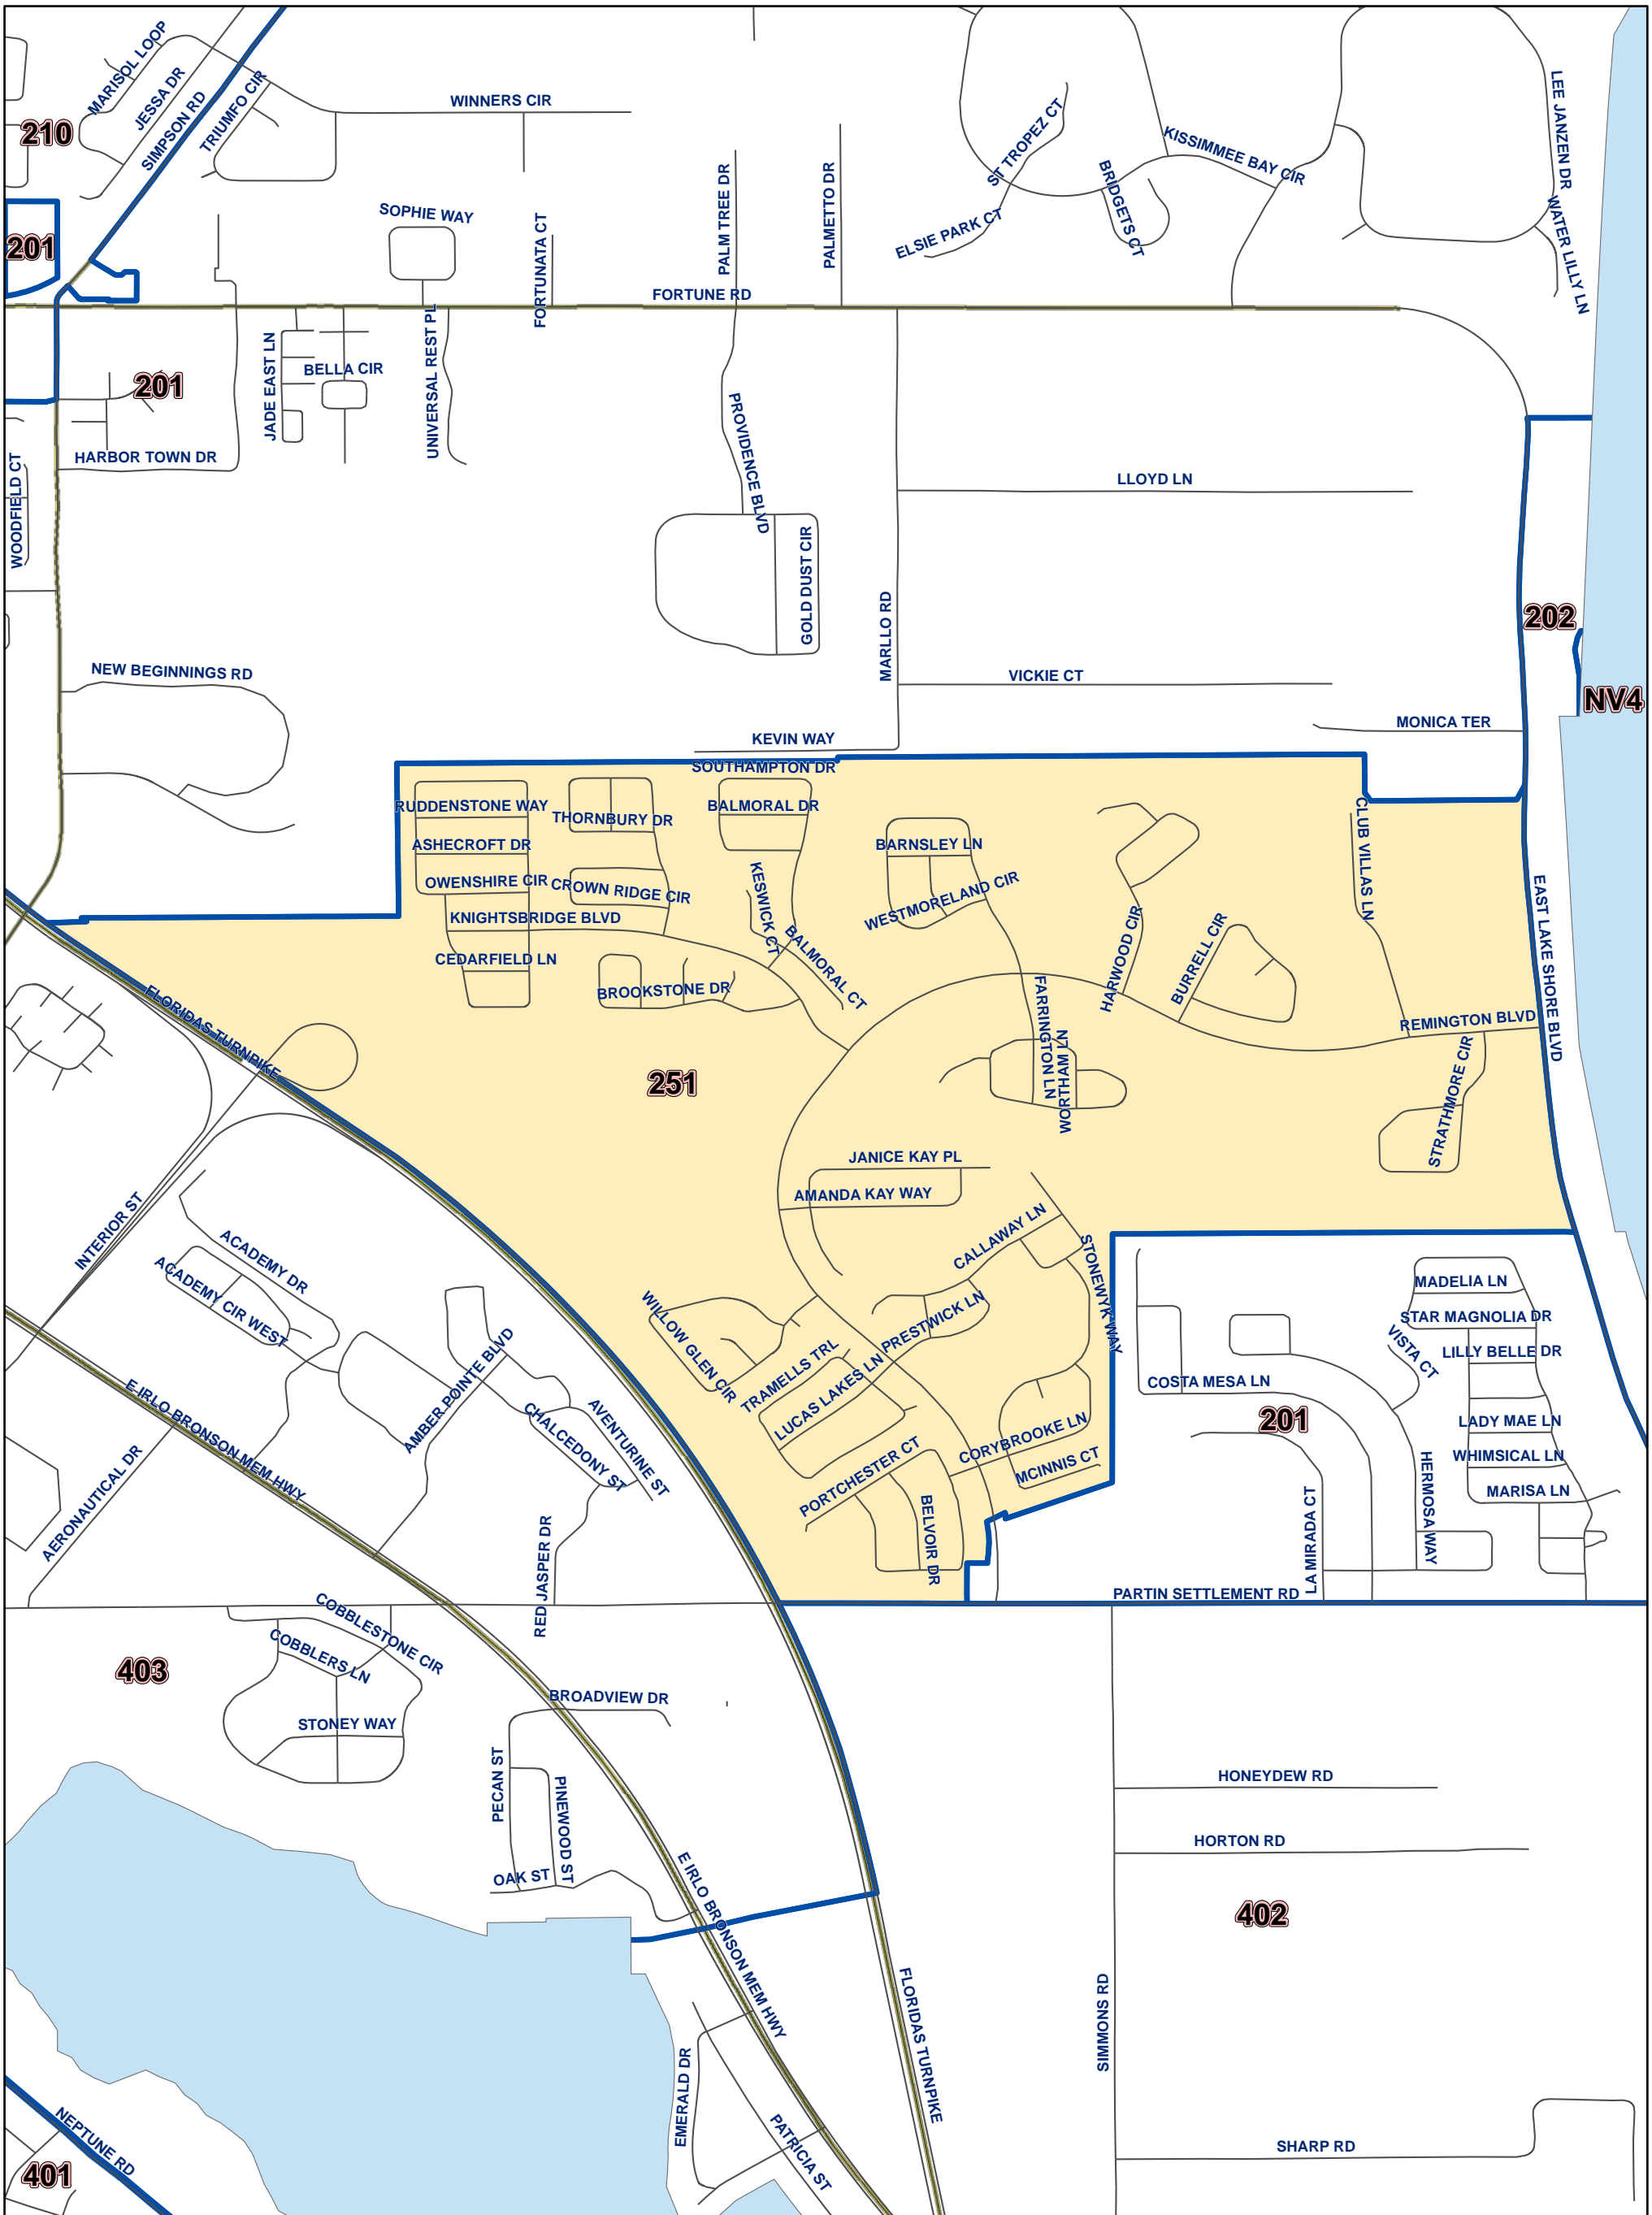 MARISOL LOOP
JESSA DR
SIMPSON RD
TRIUMFO CIR
WINNERS CIR
210
ST TROPEZ CT
KISSIMMEE BAY CIR
LEE JANZEN DR
BRIDGETS CT
ELSIE PARK CT
WATER LILLY LN
PALM TREE DR
PALMETTO DR
SOPHIE WAY
FORTUNATA CT
201
FORTUNE RD
UNIVERSAL REST PL
JADE EAST LN
BELLA CIR
201
HARBOR TOWN DR
WOODFIELD CT
PROVIDENCE BLVD
GOLD DUST CIR
LLOYD LN
MARLLO RD
202
NV4
NEW BEGINNINGS RD
VICKIE CT
MONICA TER
KEVIN WAY
SOUTHAMPTON DR
RUDDENSTONE WAY
THORNBURY DR
BALMORAL DR
CLUB VILLAS LN
ASHECROFT DR
BARNSLEY LN
OWENSHIRE CIR
CROWN RIDGE CIR
KESWICK CT
WESTMORELAND CIR
KNIGHTSBRIDGE BLVD
BALMORAL CT
HARWOOD CIR
BURRELL CIR
EAST LAKE SHORE BLVD
CEDARFIELD LN
BROOKSTONE DR
FLORIDAS TURNPIKE
FARRINGTON LN
WORTHAM LN
REMINGTON BLVD
STRATHMORE CIR
251
JANICE KAY PL
AMANDA KAY WAY
INTERIOR ST
ACADEMY DR
ACADEMY CIR WEST
CALLAWAY LN
STONEWYK WAY
WILLOW GLEN CIR
PRESTWICK LN
TRAMELLS TRL
LUCAS LAKES LN
MADELIA LN
STAR MAGNOLIA DR
VISTA CT
LILLY BELLE DR
COSTA MESA LN
201
LADY MAE LN
WHIMSICAL LN
MARISA LN
HERMOSA WAY
LA MIRADA CT
AMBER POINTE BLVD
E IRLO BRONSON MEM HWY
CHALCEDONY ST
AVENTURINE ST
AERONAUTICAL DR
RED JASPER DR
PORTCHESTER CT
CORYBROOKE LN
MCINNIS CT
BELVOIR DR
PARTIN SETTLEMENT RD
COBBLESTONE CIR
COBBLERS LN
403
STONEY WAY
BROADVIEW DR
PECAN ST
PINEWOOD ST
OAK ST
E IRLO BRONSON MEM HWY
HONEYDEW RD
HORTON RD
402
FLORIDAS TURNPIKE
SIMMONS RD
EMERALD DR
PATRICIA ST
SHARP RD
NEPTUNE RD
401